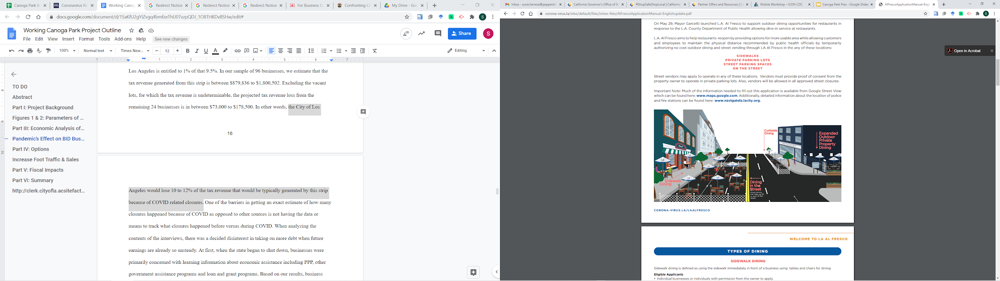 Canoga Park Bu
Coronavirus Re
Working Canog
Redirect Notice
Redirect Notice
Redirect Notice
For Business O
Confronting CO
My Drive - Goo
docs.google.com/document/d/1SaKfU2gYIZvgq4bmfzeThU07vzpQDJ_1O8THKDvBSHw/edit#
Working Canoga Park Project Outline
File Edit View Insert Format Tools Add-ons Help See new changes
Share
S
100% Normal text Times New... 12 B I U A Editing
1 1 2 3 4 5 6 7
TO DO
Abstract
Part I: Project Background
Figures 1 & 2: Parameters of ...
Part III: Economic Analysis of...
Pandemic's Effect on BID Bus...
Part IV: Options
Increase Foot Traffic & Sales
Part V: Fiscal Impacts
Part VI: Summary
http://clerk.cityofla.acsitefact...
Los Angeles is entitled to 1% of that 9.5%. In our sample of 96 businesses, we estimate that the
tax revenue generated from this strip is between $879,836 to $1,800,502. Excluding the vacant
lots, for which the tax revenue is undeterminable, the projected tax revenue loss from the
remaining 24 businesses is in between $73,000 to $178,500. In other words, the City of Los
16
Angeles would lose 10 to 12% of the tax revenue that would be typically generated by this strip
because of COVID related closures. One of the barriers in getting an exact estimate of how many
closures happened because of COVID as opposed to other sources is not having the data or
means to track what closures happened before versus during COVID. When analyzing the
contents of the interviews, there was a decided disinterest in taking on more debt when future
earnings are already so unsteady. At first, when the state began to shut down, businesses were
primarily concerned with learning information about economic assistance including PPP, other
government assistance programs and loan and grant programs. Based on our results, business
Inbox - susie.herrera@pepperdin
California Governor's Office of B
#ShopSafeShopLocal | California
Partner Offers and Resources | C
Mobile Workshop – ICON CDC
Canoga Park Pres - Google Slides
AlFrescoApplicationManual-Engl
corona-virus.la/sites/default/files/inline-files/AlFrescoApplicationManual-Englishupdate.pdf
Open in Acrobat
On May 29, Mayor Garcetti launched L.A. Al Fresco to support outdoor dining opportunities for restaurants in
response to the L.A. County Department of Public Health allowing dine-in service at restaurants.
L.A. Al Fresco aims to help restaurants reopen by providing options for more usable area while allowing customers
and employees to maintain the physical distance recommended by public health officials by temporarily
authorizing no cost outdoor dining and street vending through LA Al Fresco in the any of these locations:
SIDEWALKS
PRIVATE PARKING LOTS
STREET PARKING SPACES
ON THE STREET
Street vendors may apply to operate in any of these locations. Vendors must provide proof of consent from the
property owner to operate in private parking lots. Also, vendors will be allowed in all approved street closures.
Important Note: Much of the information needed to fill out this application is available from Google Street View
which can be found here: www.maps.google.com. Additionally, detailed information about the location of police
and fire stations can be found here: www.navigatela.lacity.org.
Curbside
Dining
Expanded
Outdoor
Private
Property
Dining
Sidewalk
Dining
Dining
in the
Street
street dining
can take up all
or part of the
street
CORONA-VIRUS.LA/LAALFRESCO
WELCOME TO LA AL FRESCO
TYPES OF DINING
SIDEWALK DINING
Sidewalk dining is defined as using the sidewalk immediately in front of a business using tables and chairs for dining.
Eligible Applicants
• Individual businesses or individuals with permission from the owner to apply.